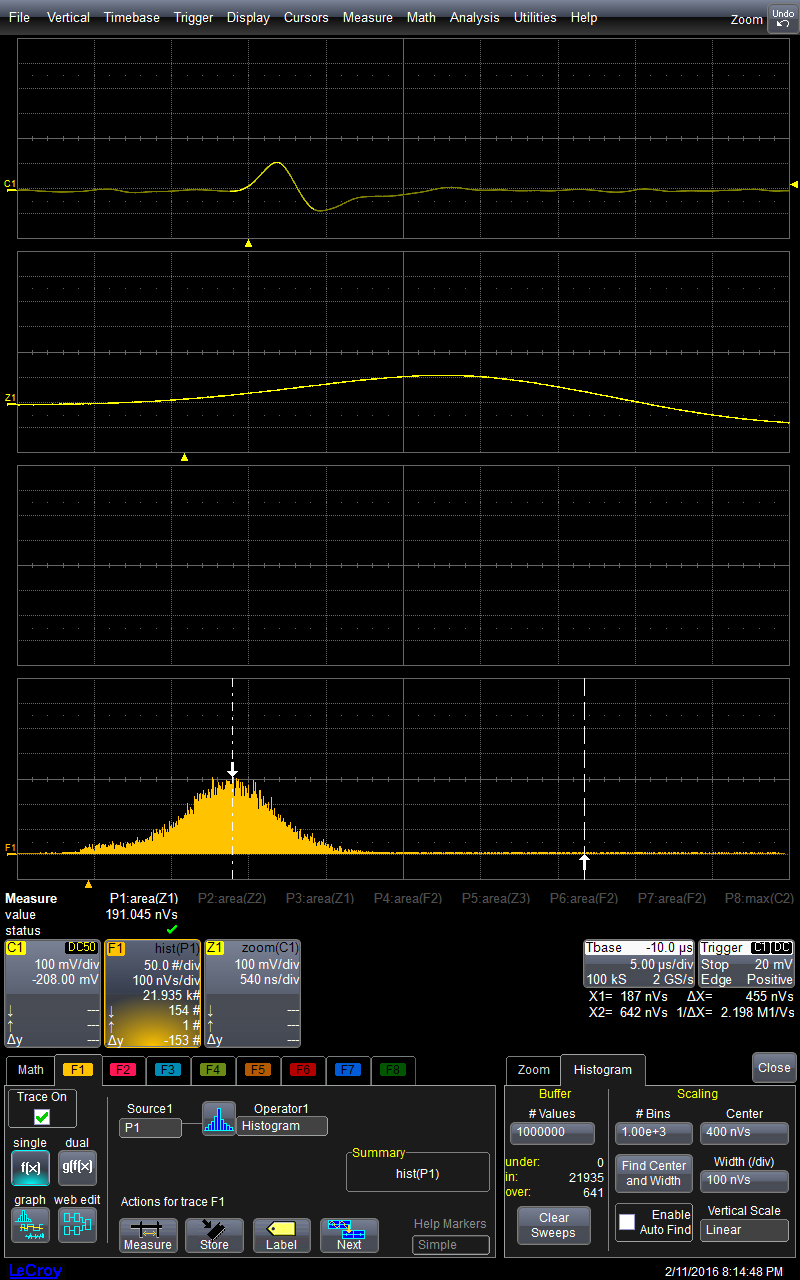 File Vertical Timebase Trigger Display Cursors Measure Math Analysis Utilities Help Zoom Undo
C1
Z1
F1
Measure P1:area(Z1) P2:area(Z2) P3:area(Z1) P4:area(F2) P5:area(Z3) P6:area(F2) P7:area(F2) P8:max(C2)
value 191.045 nVs
status
C1 DC50
100 mV/div
-208.00 mV
↓ ---
↑ ---
Δy ---
F1 hist(P1)
50.0 #/div
100 nVs/div
21.935 k#
↓ 154 #
↑ 1 #
Δy -153 #
Z1 zoom(C1)
100 mV/div
540 ns/div
↓ ---
↑ ---
Δy ---
Tbase -10.0 µs
5.00 µs/div
100 kS 2 GS/s
Trigger C1 DC
Stop 20 mV
Edge Positive
X1= 187 nVs ΔX= 455 nVs
X2= 642 nVs 1/ΔX= 2.198 M1/Vs
Math F1 F2 F3 F4 F5 F6 F7 F8
Trace On
single dual
f(x) g(f(x))
graph web edit
Source1
P1
Operator1
Histogram
Summary
hist(P1)
Actions for trace F1
Measure Store Label Next
Help Markers
Simple
Zoom Histogram Close
Buffer
# Values
1000000
under: 0
in: 21935
over: 641
Clear
Sweeps
Scaling
# Bins
1.00e+3
Center
400 nVs
Find Center
and Width
Width (/div)
100 nVs
Enable
Auto Find
Vertical Scale
Linear
LeCroy
2/11/2016 8:14:48 PM